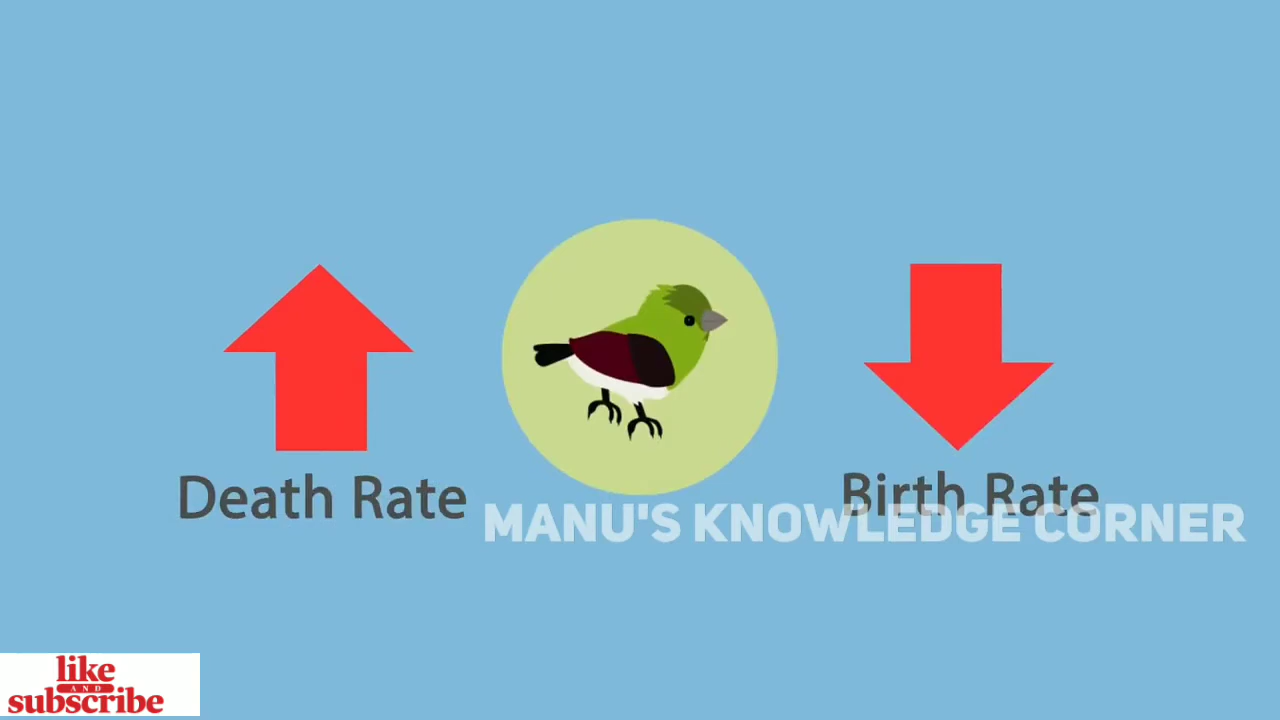 Death Rate
Birth Rate
MANU'S KNOWLEDGE CORNER
like
AND
subscribe